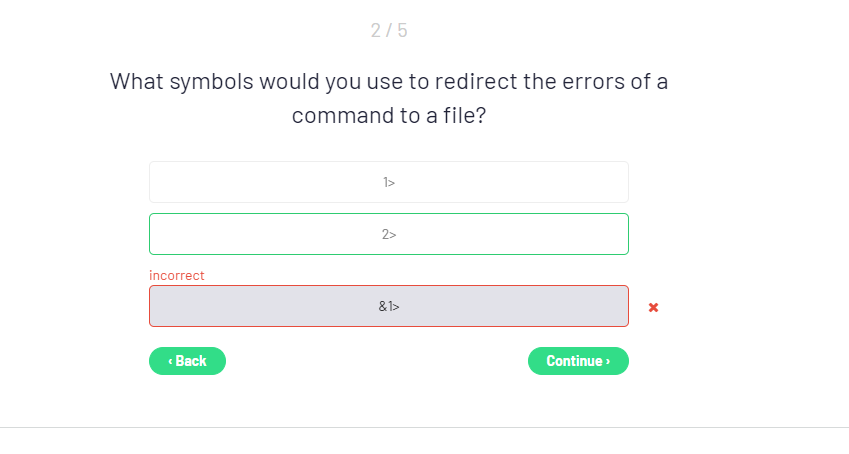 2 / 5
What symbols would you use to redirect the errors of a
command to a file?
1>
2>
incorrect
&1>
‹ Back
Continue ›